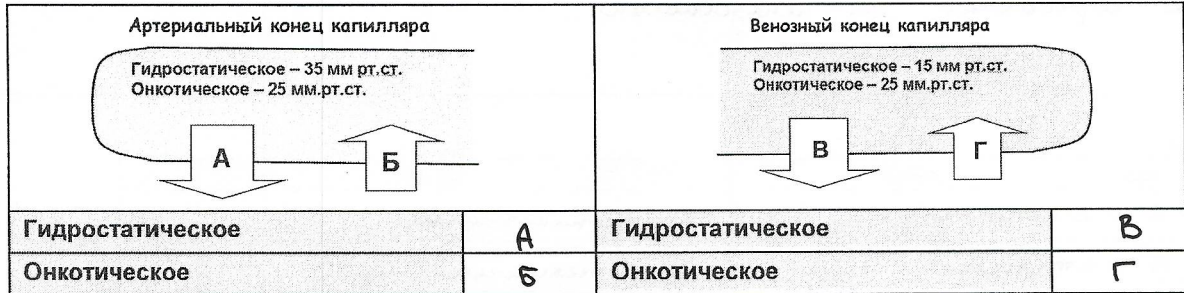 Артериальный конец капилляра
Гидростатическое – 35 мм рт.ст.
Онкотическое – 25 мм.рт.ст.
А
Б
Венозный конец капилляра
Гидростатическое – 15 мм рт.ст.
Онкотическое – 25 мм.рт.ст.
В
Г
Гидростатическое А Гидростатическое В
Онкотическое Б Онкотическое Г